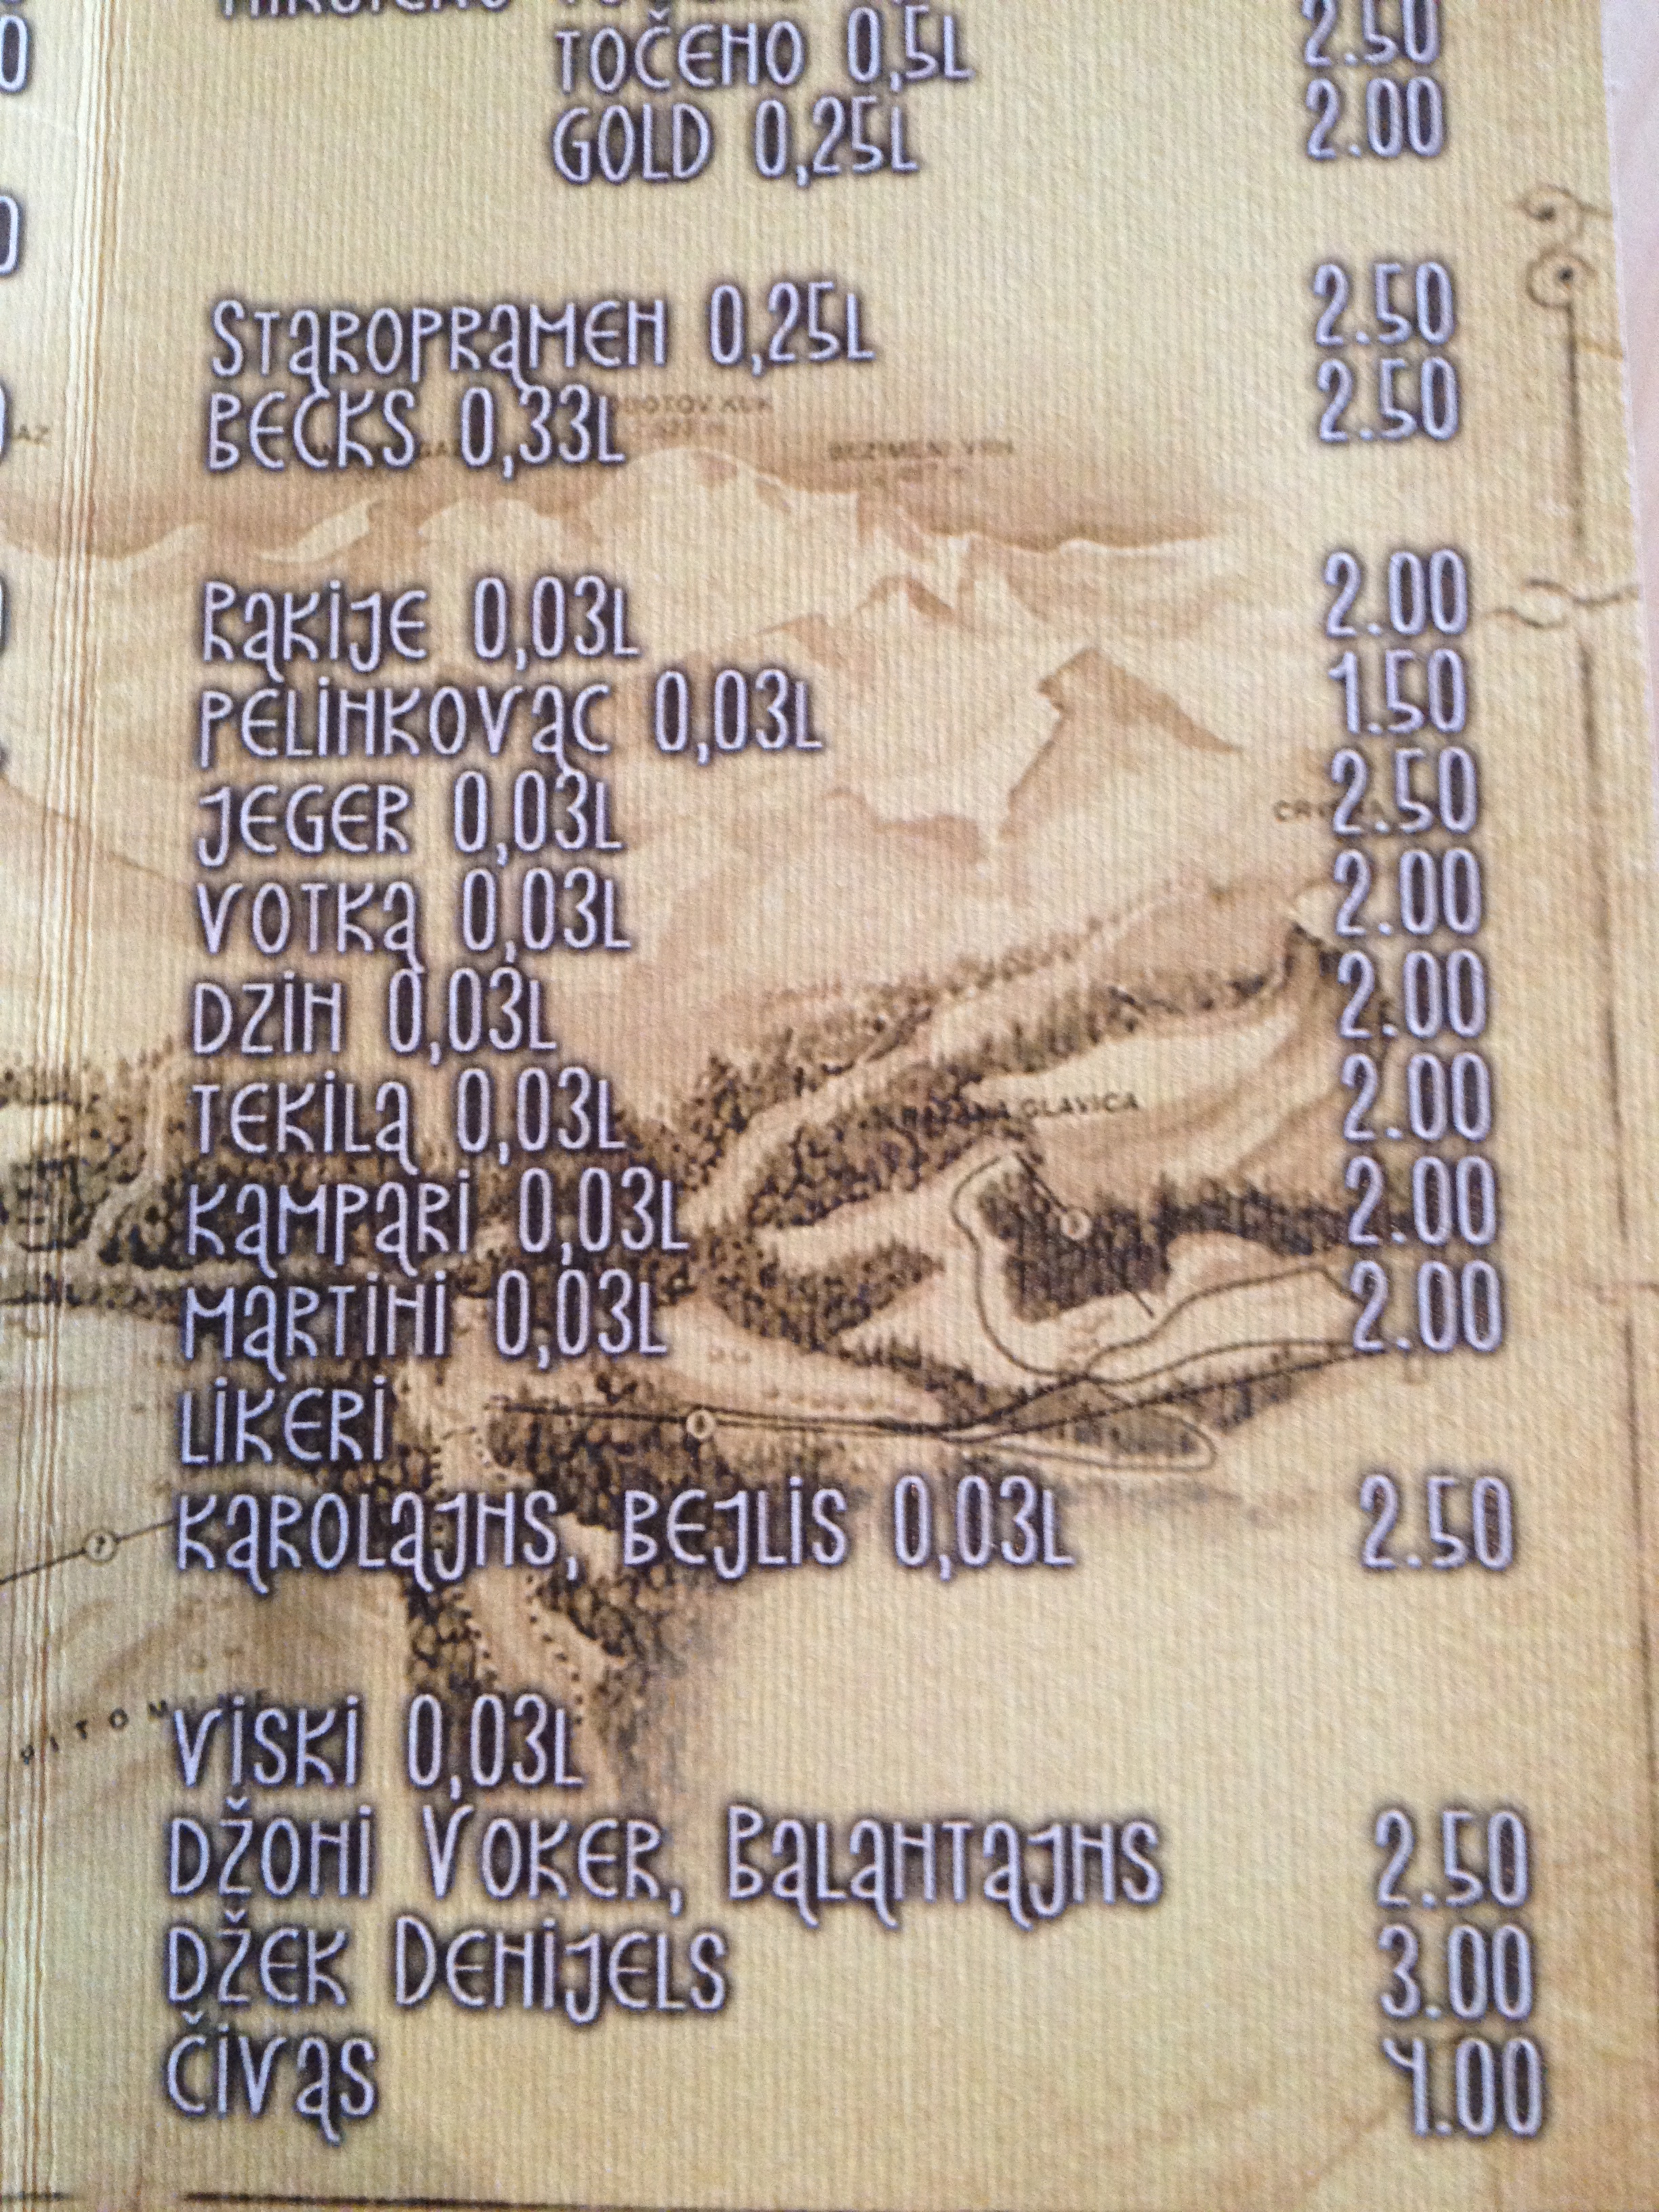 TOČENO 0,5L 2.50
GOLD 0,25L 2.00
STAROPRAMEN 0,25L 2.50
BECKS 0,33L 2.50
BEZIMENI VRH
RAKIJE 0,03L 2.00
PELINKOVAC 0,03L 1.50
JEGER 0,03L 2.50
VOTKA 0,03L 2.00
DZIN 0,03L 2.00
TEKILA 0,03L 2.00
GLAVICA
KAMPARI 0,03L 2.00
MARTINI 0,03L 2.00
LIKERI
KAROLAJNS, BEJLIS 0,03L 2.50
VISKI 0,03L
DŽONI VOKER, BALANTAJNS 2.50
DŽEK DENIJELS 3.00
ČIVAS 4.00